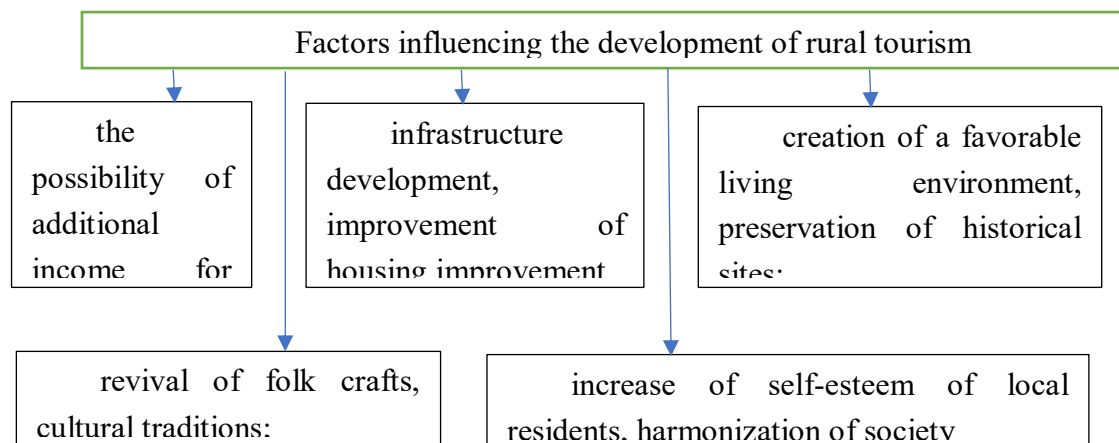 Factors influencing the development of rural tourism
the
possibility of
additional
income for
infrastructure
development,
improvement of
housing improvement
creation of a favorable
living environment,
preservation of historical
sites;
revival of folk crafts,
cultural traditions;
increase of self-esteem of local
residents, harmonization of society